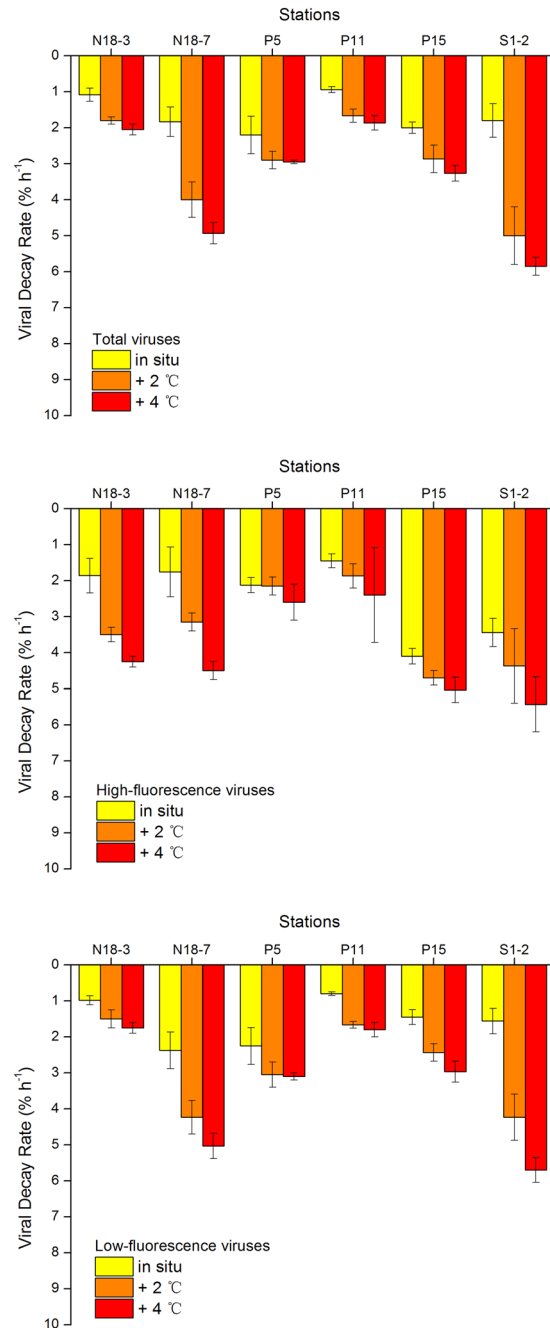 Stations
N18-3 N18-7 P5 P11 P15 S1-2
0
1
2
3
4
5
6
7
8
9
10
Viral Decay Rate (% h-1)
Total viruses
in situ
+ 2 ℃
+ 4 ℃
Stations
N18-3 N18-7 P5 P11 P15 S1-2
0
1
2
3
4
5
6
7
8
9
10
Viral Decay Rate (% h-1)
High-fluorescence viruses
in situ
+ 2 ℃
+ 4 ℃
Stations
N18-3 N18-7 P5 P11 P15 S1-2
0
1
2
3
4
5
6
7
8
9
10
Viral Decay Rate (% h-1)
Low-fluorescence viruses
in situ
+ 2 ℃
+ 4 ℃